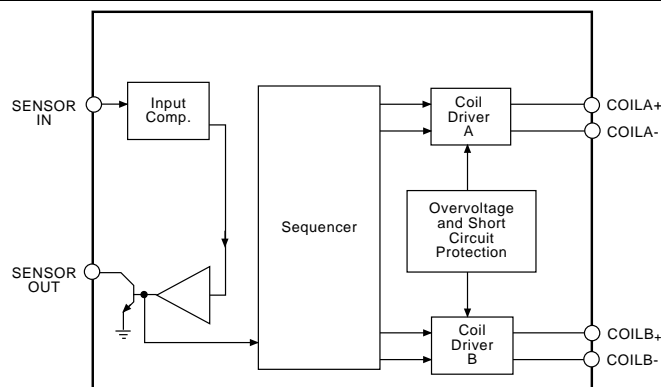 SENSOR
IN
Input
Comp.
Sequencer
Coil
Driver
A
COILA+
COILA-
Overvoltage
and Short
Circuit
Protection
SENSOR
OUT
Coil
Driver
B
COILB+
COILB-